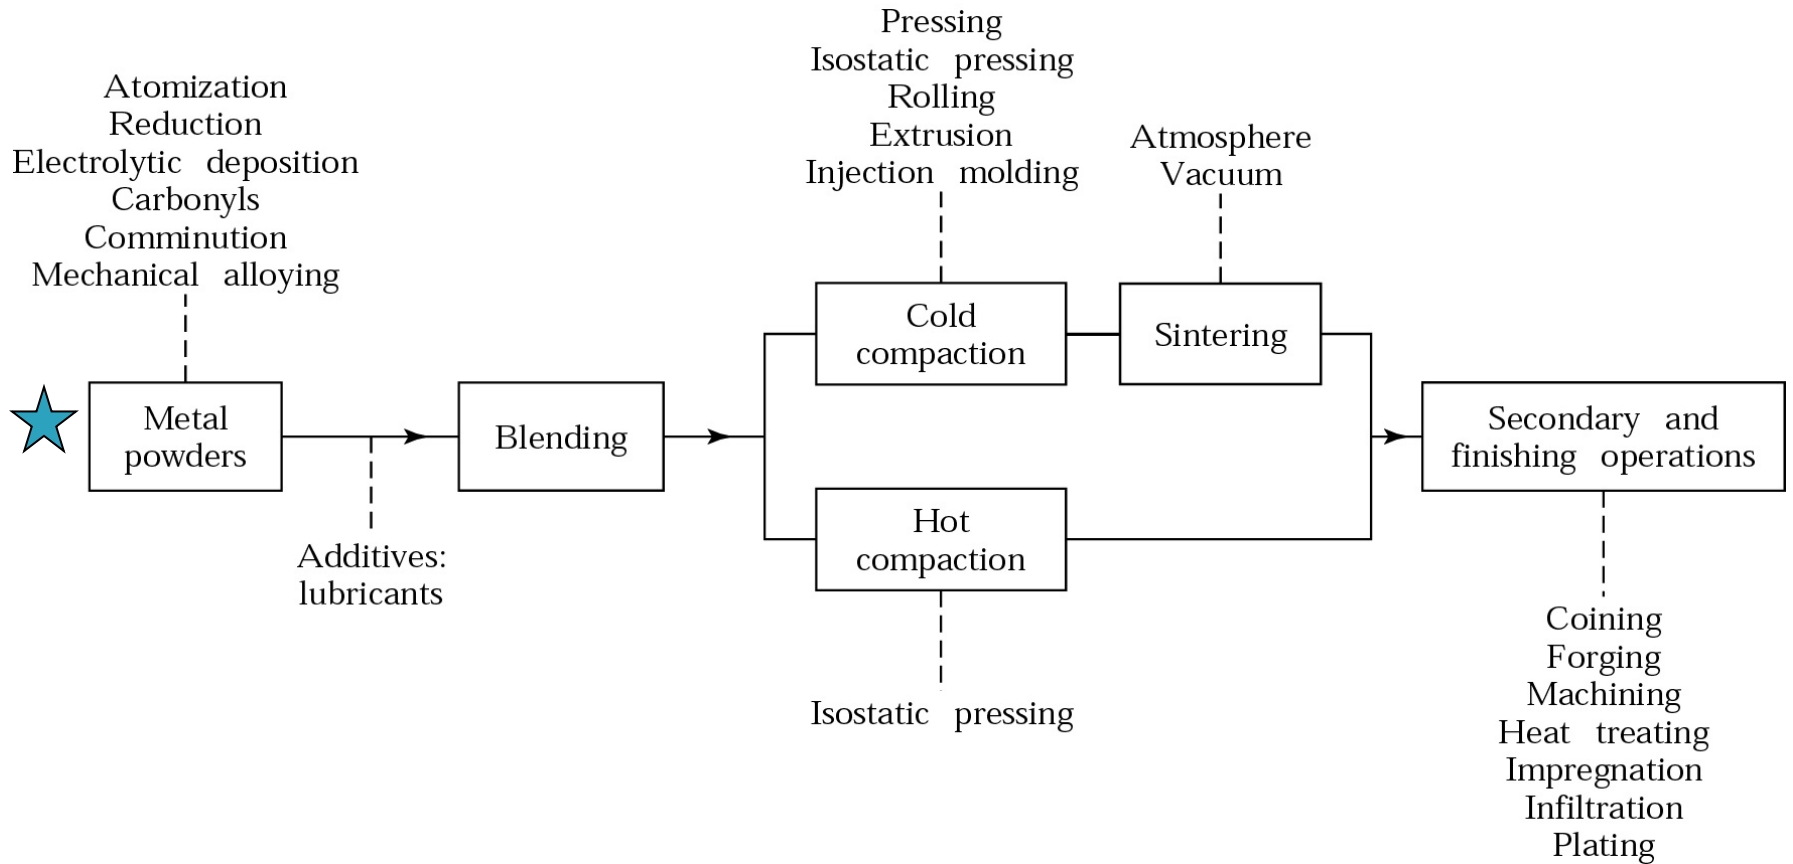 Atomization
Reduction
Electrolytic deposition
Carbonyls
Comminution
Mechanical alloying
Metal
powders
Additives:
lubricants
Blending
Pressing
Isostatic pressing
Rolling
Extrusion
Injection molding
Cold
compaction
Atmosphere
Vacuum
Sintering
Hot
compaction
Isostatic pressing
Secondary and
finishing operations
Coining
Forging
Machining
Heat treating
Impregnation
Infiltration
Plating